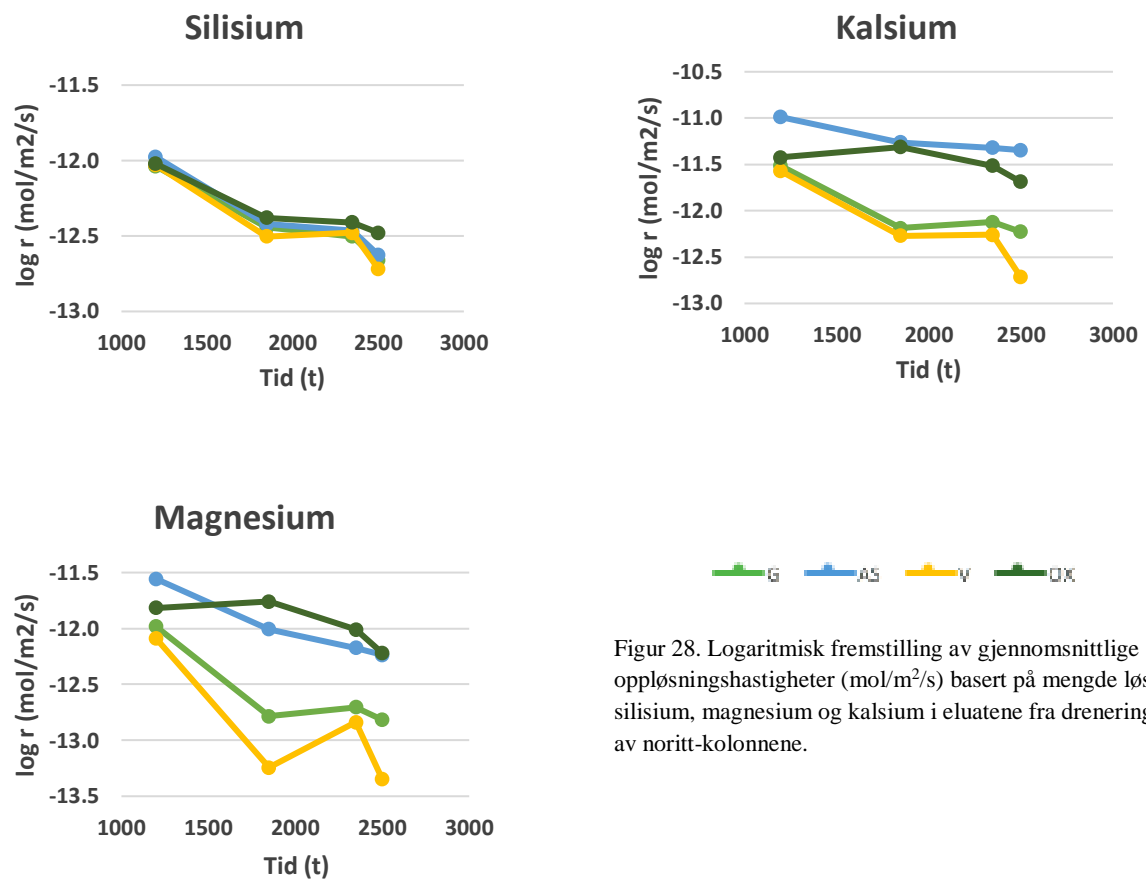 Silisium
log r (mol/m2/s)
-11.5
-12.0
-12.5
-13.0
1000 1500 2000 2500 3000
Tid (t)
Kalsium
log r (mol/m2/s)
-10.5
-11.0
-11.5
-12.0
-12.5
-13.0
1000 1500 2000 2500 3000
Tid (t)
Magnesium
log r (mol/m2/s)
-11.5
-12.0
-12.5
-13.0
-13.5
1000 1500 2000 2500 3000
Tid (t)
G AS V OX
Figur 28. Logaritmisk fremstilling av gjennomsnittlige
oppløsningshastigheter (mol/m²/s) basert på mengde løs
silisium, magnesium og kalsium i eluatene fra drenering
av noritt-kolonnene.